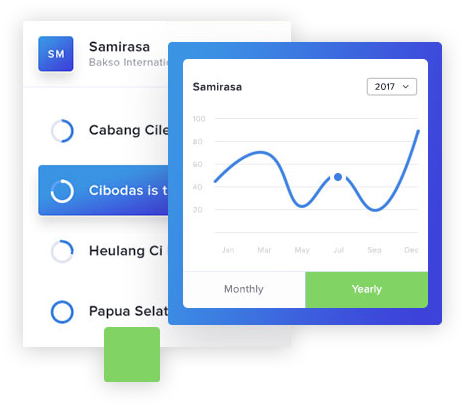 SM
Samirasa
Bakso Internatio
Cabang Cile
Cibodas is t
Heulang Ci
Papua Selat
Samirasa
2017
100
80
60
40
20
Jan Mar May Jul Sep Dec
Monthly Yearly